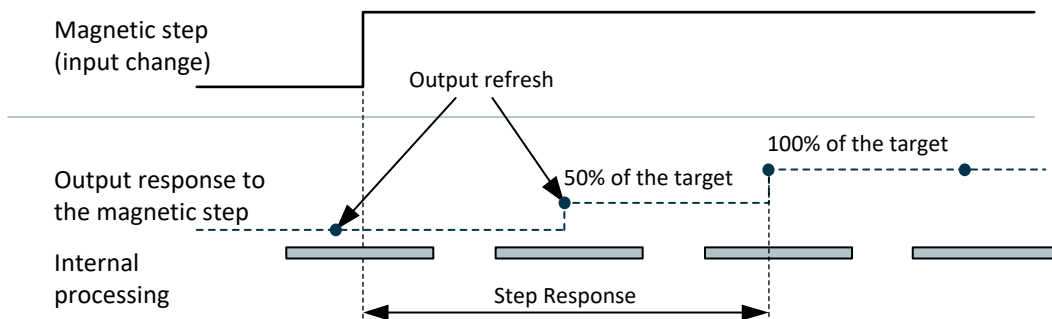 Magnetic step
(input change)
Output refresh
100% of the target
50% of the target
Output response to
the magnetic step
Internal
processing
Step Response